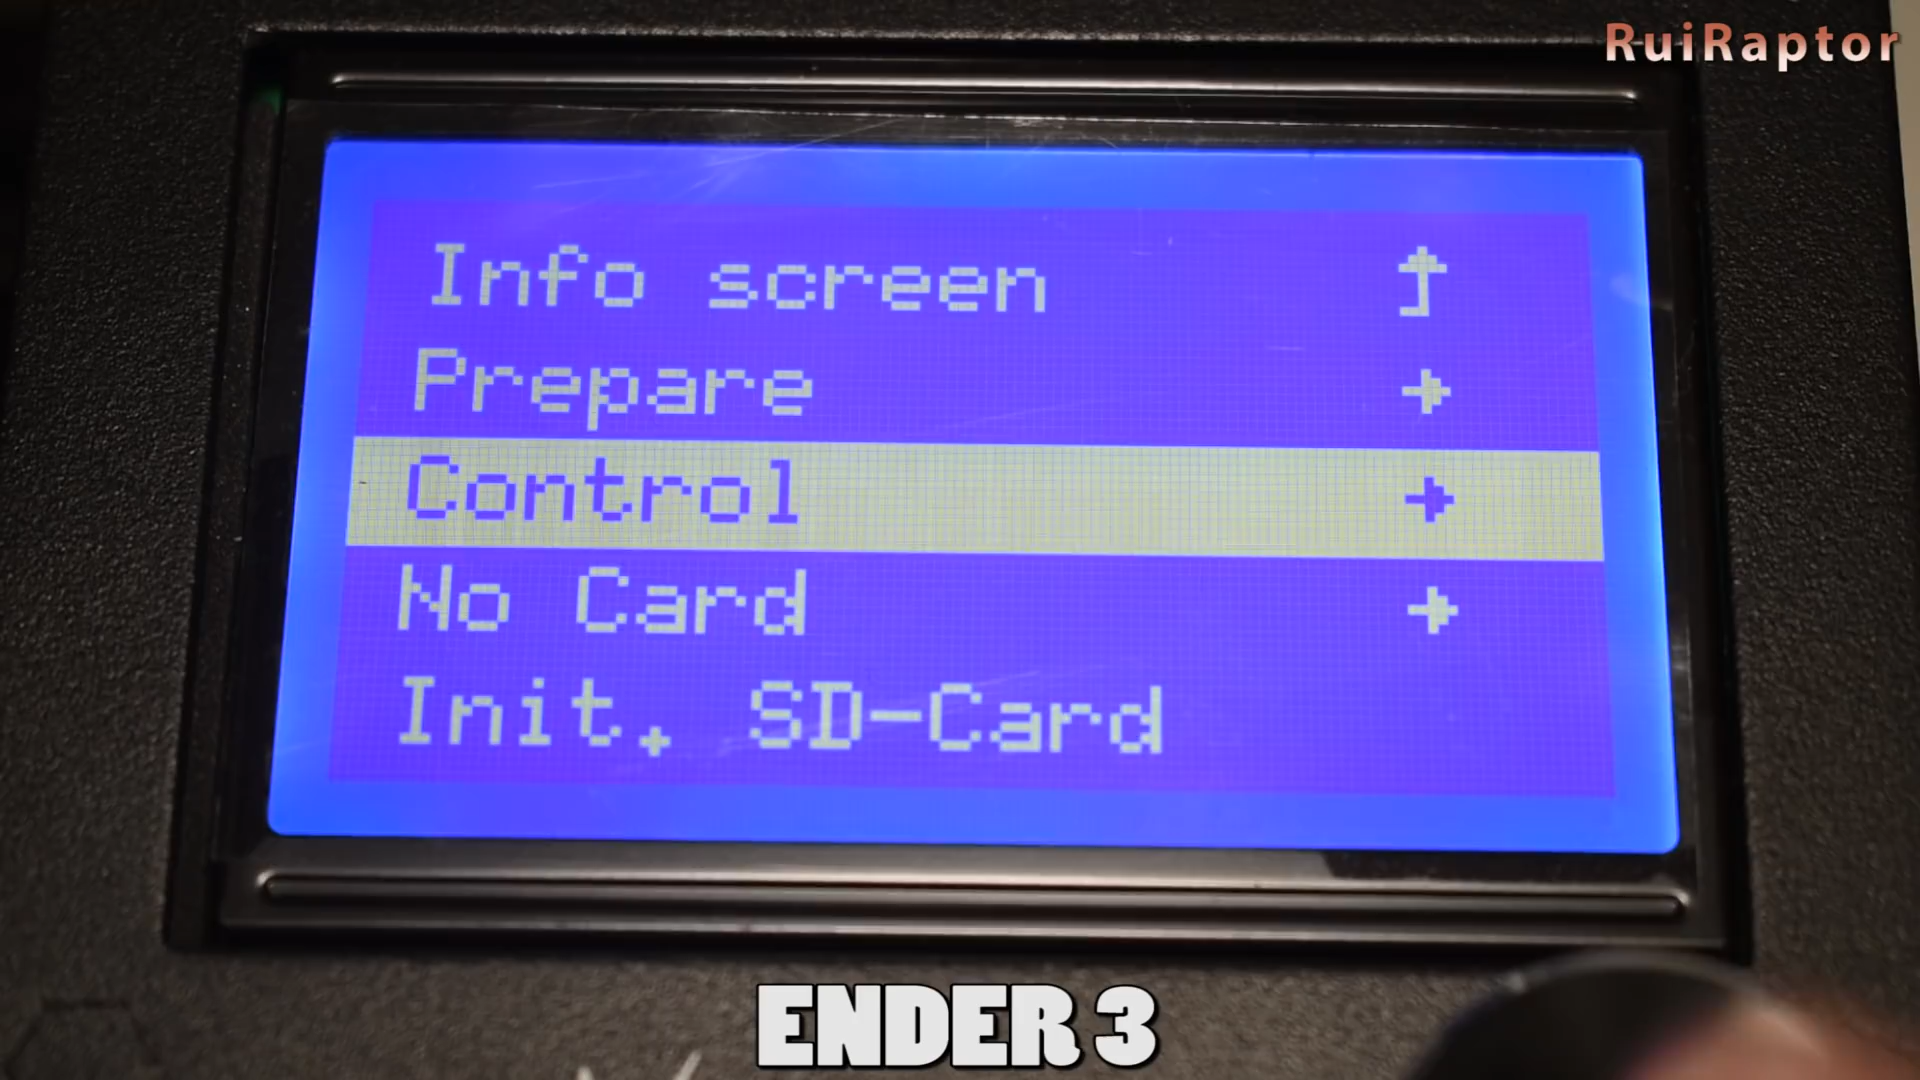 RuiRaptor
Info screen
Prepare
Control
No Card
Init. SD-Card
ENDER 3